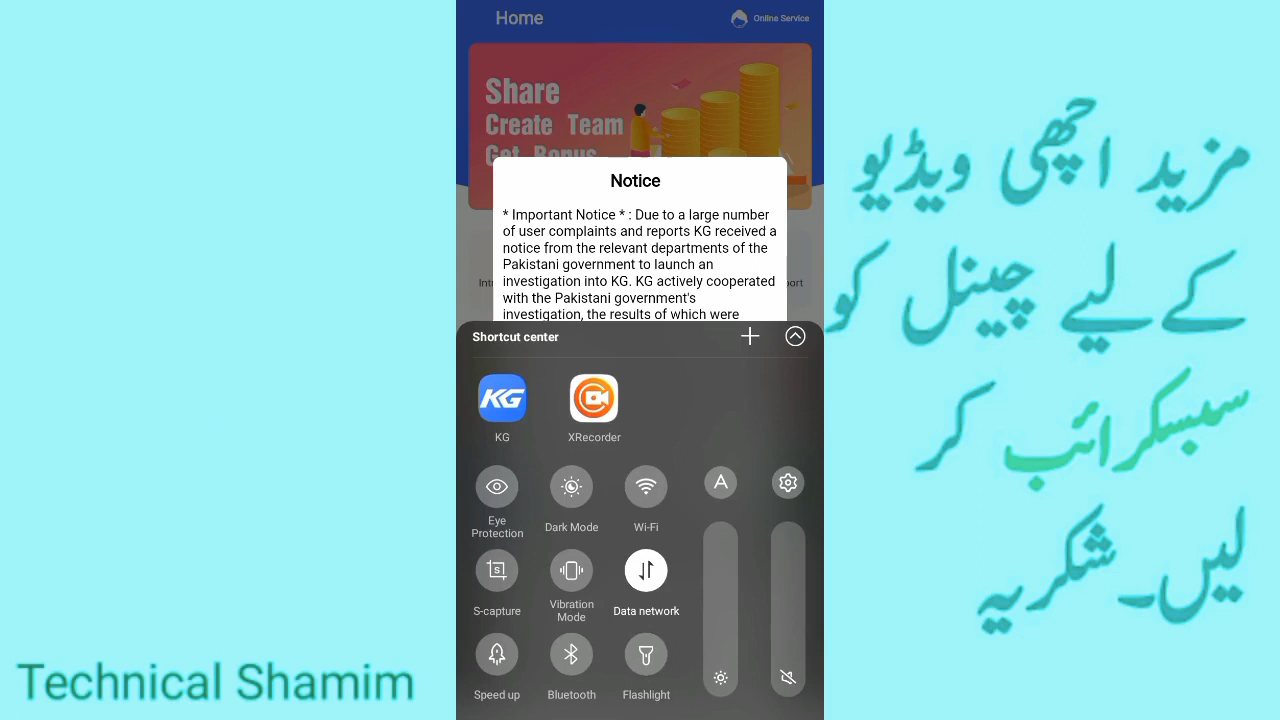 Home
Online Service
Share
Create Team
Get Bonus
Notice
* Important Notice * : Due to a large number
of user complaints and reports KG received a
notice from the relevant departments of the
Pakistani government to launch an
investigation into KG. KG actively cooperated
with the Pakistani government's
investigation, the results of which were
Shortcut center
KG
KG
XRecorder
A
Eye
Protection
Dark Mode
Wi-Fi
S
S-capture
Vibration
Mode
Data network
Speed up
Bluetooth
Flashlight
مزید اچھی ویڈیو
کے لیے چینل کو
سبسکرائب کر
لیں۔ شکریہ
Technical Shamim